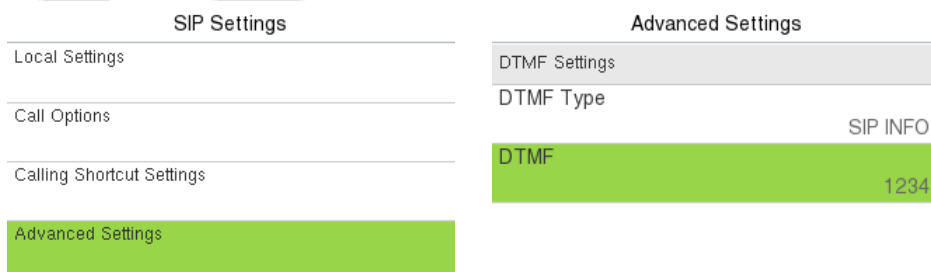 SIP Settings
Local Settings
Call Options
Calling Shortcut Settings
Advanced Settings
Advanced Settings
DTMF Settings
DTMF Type
SIP INFO
DTMF
1234